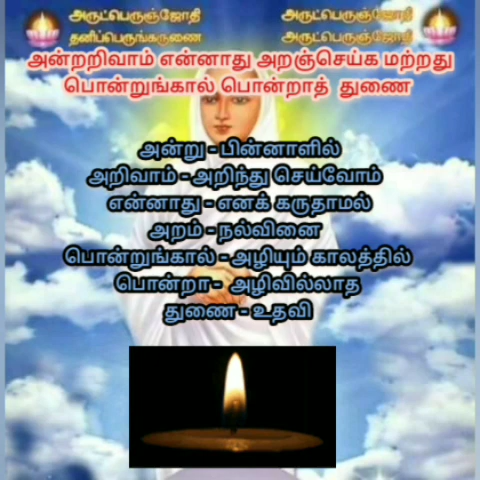 அருட்பெருஞ்ஜோதி அருட்பெருஞ்ஜோதி
தனிப்பெருங்கருணை அருட்பெருஞ்ஜோதி
அன்றறிவாம் என்னாது அறஞ்செய்க மற்றது
பொன்றுங்கால் பொன்றாத் துணை
அன்று - பின்னாளில்
அறிவாம் - அறிந்து செய்வோம்
என்னாது - எனக் கருதாமல்
அறம் - நல்வினை
பொன்றுங்கால் - அழியும் காலத்தில்
பொன்றா - அழிவில்லாத
துணை - உதவி